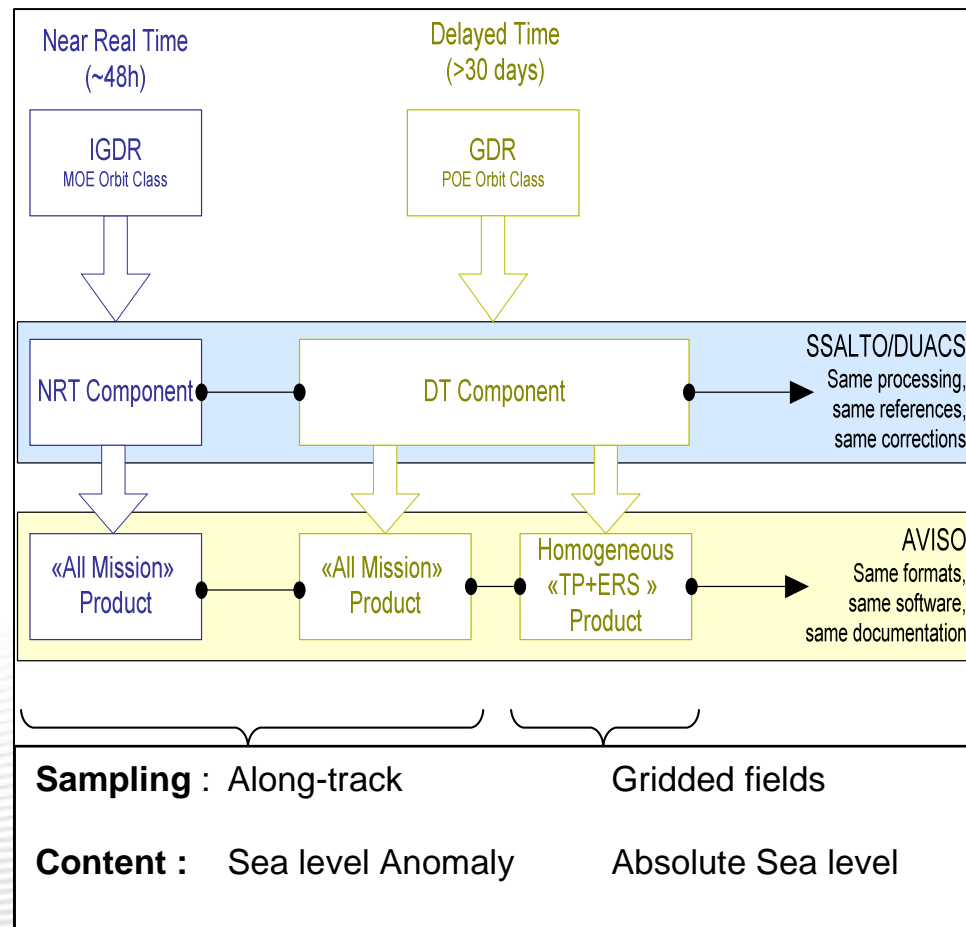 Near Real Time
(~48h)
Delayed Time
(>30 days)
IGDR
MOE Orbit Class
GDR
POE Orbit Class
NRT Component
DT Component
SSALTO/DUACS
Same processing,
same references,
same corrections
«All Mission»
Product
«All Mission»
Product
Homogeneous
«TP+ERS »
Product
AVISO
Same formats,
same software,
same documentation
Sampling : Along-track Gridded fields
Content : Sea level Anomaly Absolute Sea level